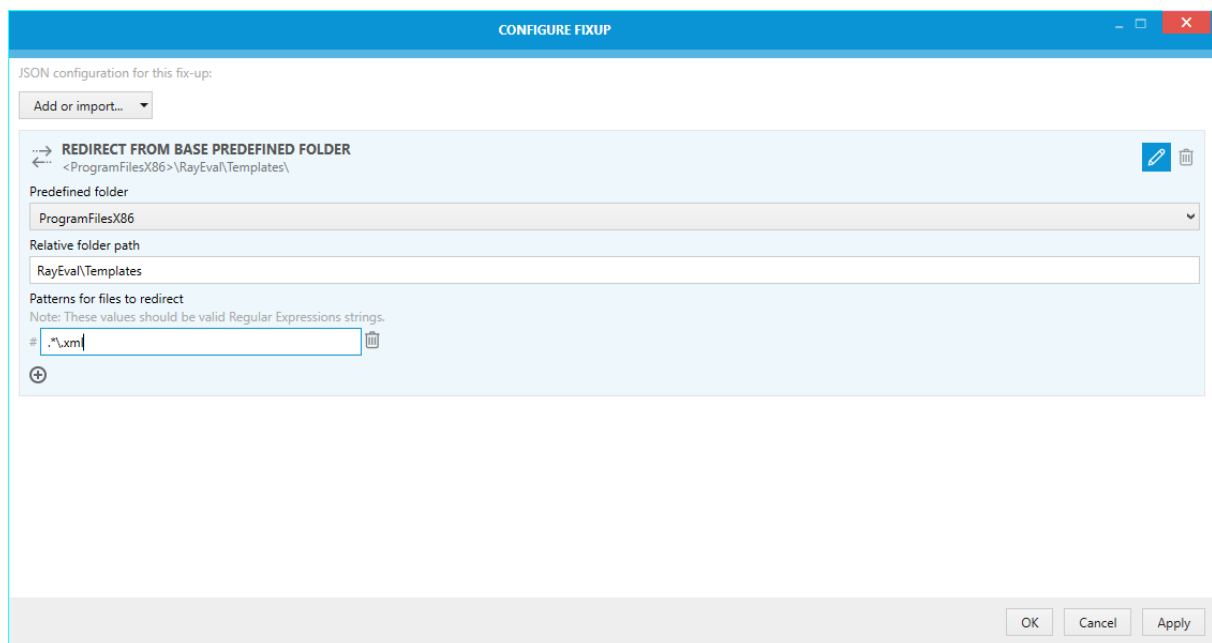 CONFIGURE FIXUP
JSON configuration for this fix-up:
Add or import...
REDIRECT FROM BASE PREDEFINED FOLDER
<ProgramFilesX86>\RayEval\Templates\
Predefined folder
ProgramFilesX86
Relative folder path
RayEval\Templates
Patterns for files to redirect
Note: These values should be valid Regular Expressions strings.
# .*\.xml
OK Cancel Apply